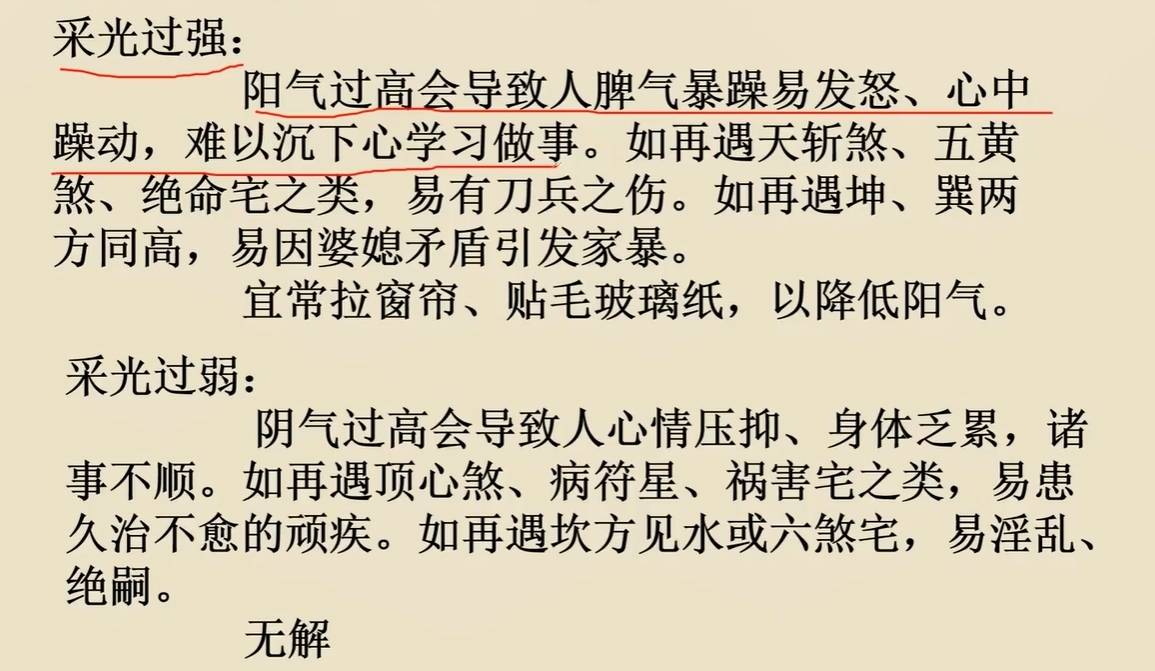 采光过强：
阳气过高会导致人脾气暴躁易发怒、心中
躁动，难以沉下心学习做事。如再遇天斩煞、五黄
煞、绝命宅之类，易有刀兵之伤。如再遇坤、巽两
方同高，易因婆媳矛盾引发家暴。
宜常拉窗帘、贴毛玻璃纸，以降低阳气。
采光过弱：
阴气过高会导致人心情压抑、身体乏累，诸
事不顺。如再遇顶心煞、病符星、祸害宅之类，易患
久治不愈的顽疾。如再遇坎方见水或六煞宅，易淫乱、
绝嗣。
无解